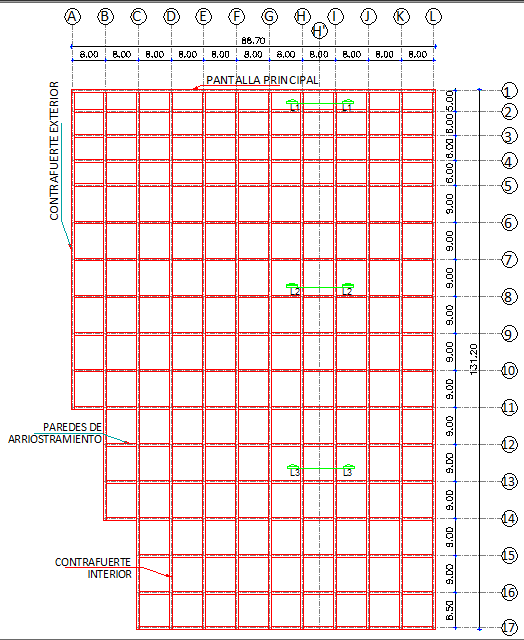 A B C D E F G H I J K L
H'
88.70
8.00 8.00 8.00 8.00 8.00 8.00 8.00 8.00 8.00 8.00 8.00
PANTALLA PRINCIPAL
CONTRAFUERTE EXTERIOR
L1 L1
L2 L2
L3 L3
PAREDES DE
ARRIOSTRAMIENTO
CONTRAFUERTE
INTERIOR
1
5.00
2
6.00
3
6.00
4
6.00
5
9.00
6
9.00
7
9.00
8
9.00
9
9.00
10
9.00
11
9.00
12
9.00
13
9.00
14
9.00
15
9.00
16
8.50
17
131.20